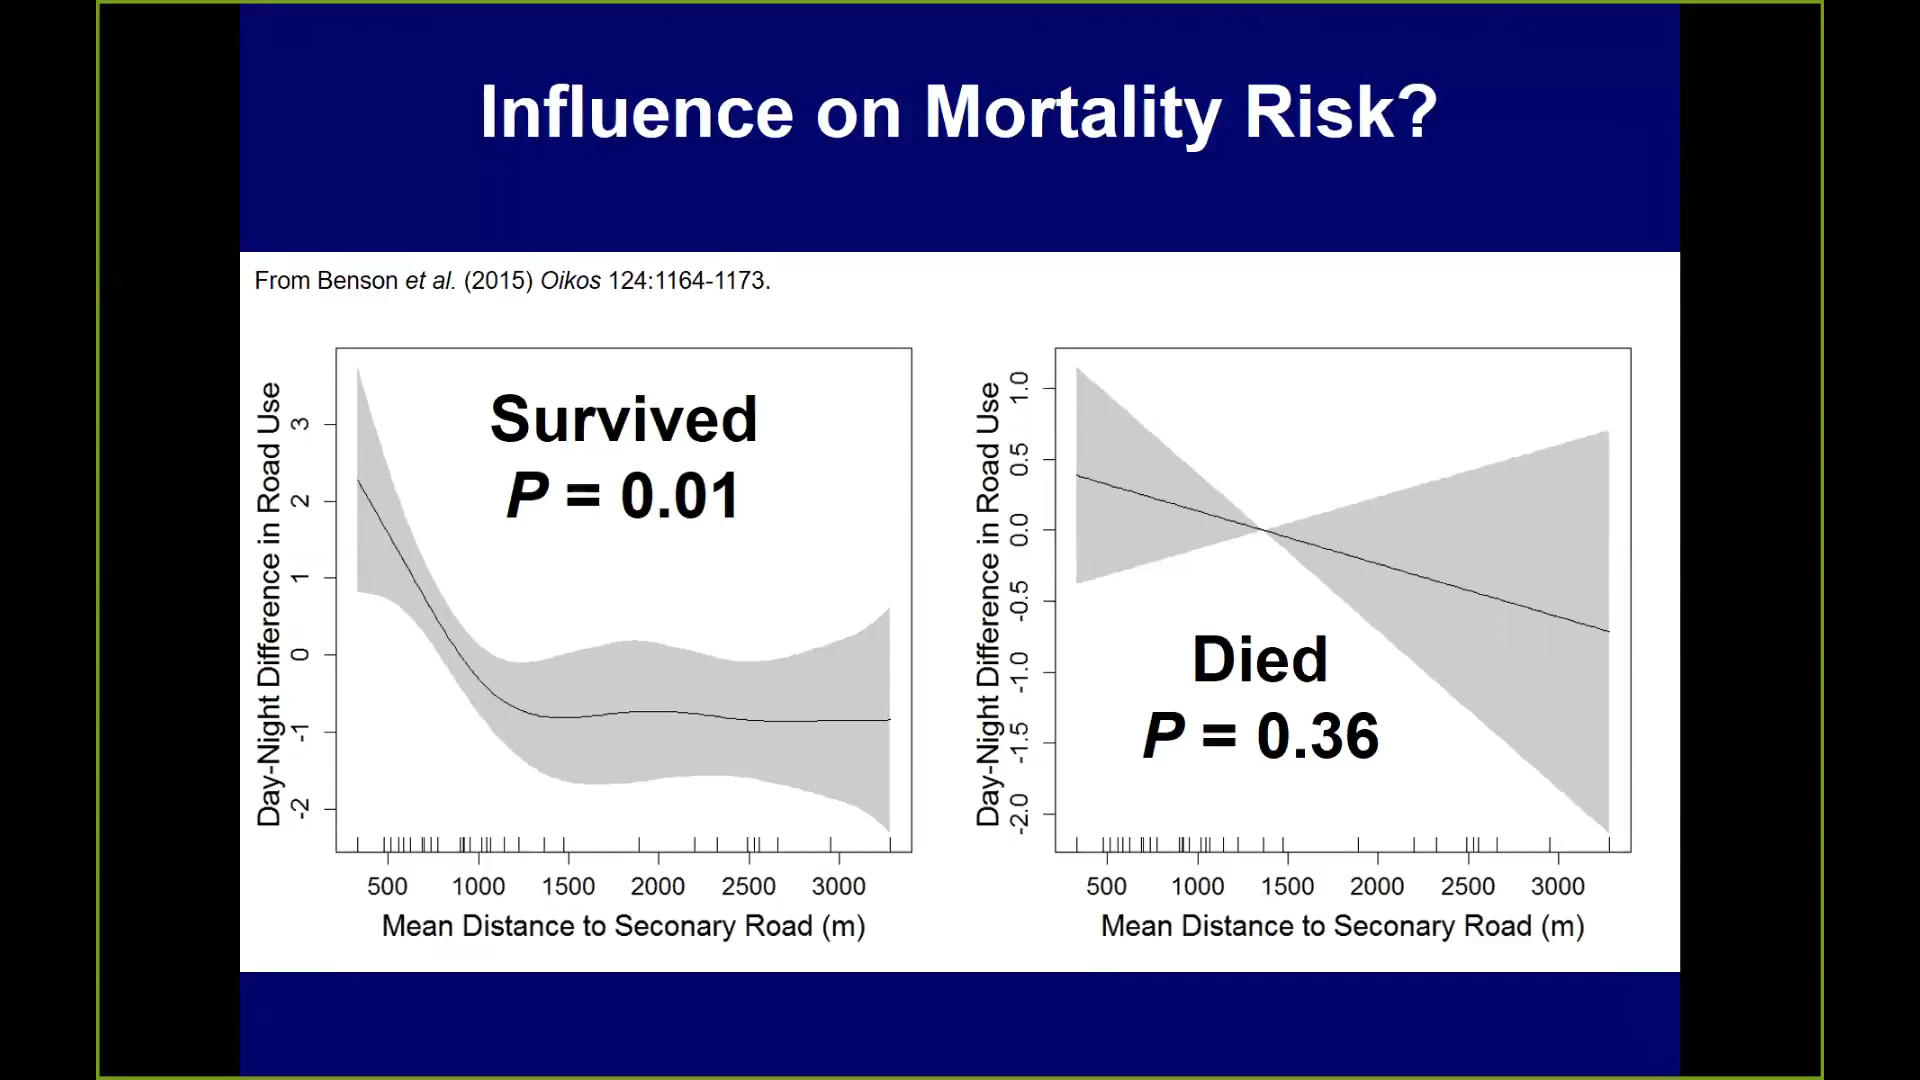 Influence on Mortality Risk?
From Benson et al. (2015) Oikos 124:1164-1173.
Day-Night Difference in Road Use
3
2
1
0
-1
-2
Survived
P = 0.01
500 1000 1500 2000 2500 3000
Mean Distance to Seconary Road (m)
Day-Night Difference in Road Use
1.0
0.5
0.0
-0.5
-1.0
-1.5
-2.0
Died
P = 0.36
500 1000 1500 2000 2500 3000
Mean Distance to Seconary Road (m)